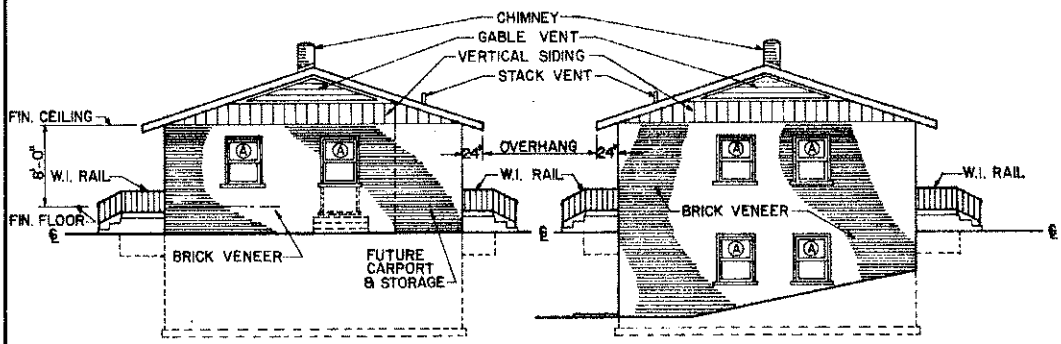 CHIMNEY
GABLE VENT
VERTICAL SIDING
STACK VENT
FIN. CEILING
8'-0"
W.I. RAIL
FIN. FLOOR
A
A
24"
OVERHANG
24"
W.I. RAIL
BRICK VENEER
FUTURE
CARPORT
& STORAGE
A
A
W.I. RAIL
BRICK VENEER
A
A